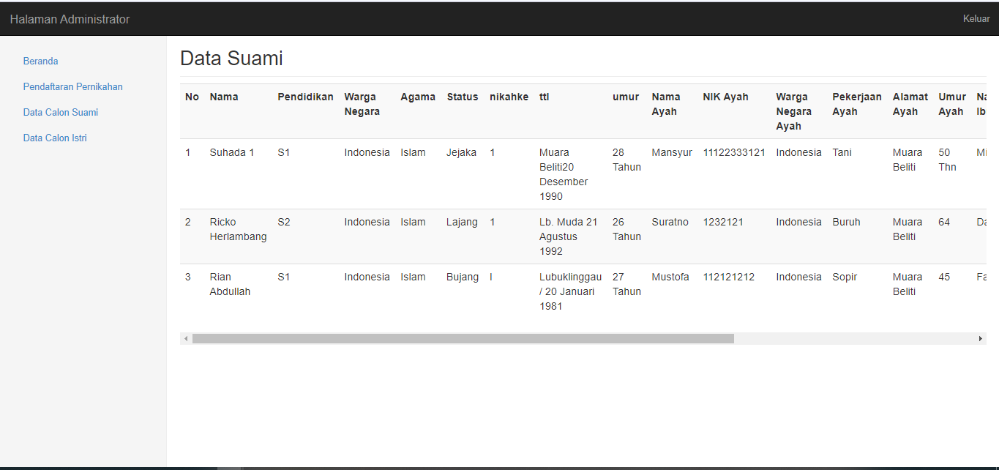 Halaman Administrator
Keluar
Beranda
Pendaftaran Pernikahan
Data Calon Suami
Data Calon Istri
Data Suami
No Nama Pendidikan Warga Negara Agama Status nikahke ttl umur Nama Ayah NIK Ayah Warga Negara Ayah Pekerjaan Ayah Alamat Ayah Umur Ayah Na Ib
1 Suhada 1 S1 Indonesia Islam Jejaka 1 Muara Beliti20 Desember 1990 28 Tahun Mansyur 11122333121 Indonesia Tani Muara Beliti 50 Thn Mi
2 Ricko Herlambang S2 Indonesia Islam Lajang 1 Lb. Muda 21 Agustus 1992 26 Tahun Suratno 1232121 Indonesia Buruh Muara Beliti 64 Da
3 Rian Abdullah S1 Indonesia Islam Bujang I Lubuklinggau / 20 Januari 1981 27 Tahun Mustofa 112121212 Indonesia Sopir Muara Beliti 45 Fa